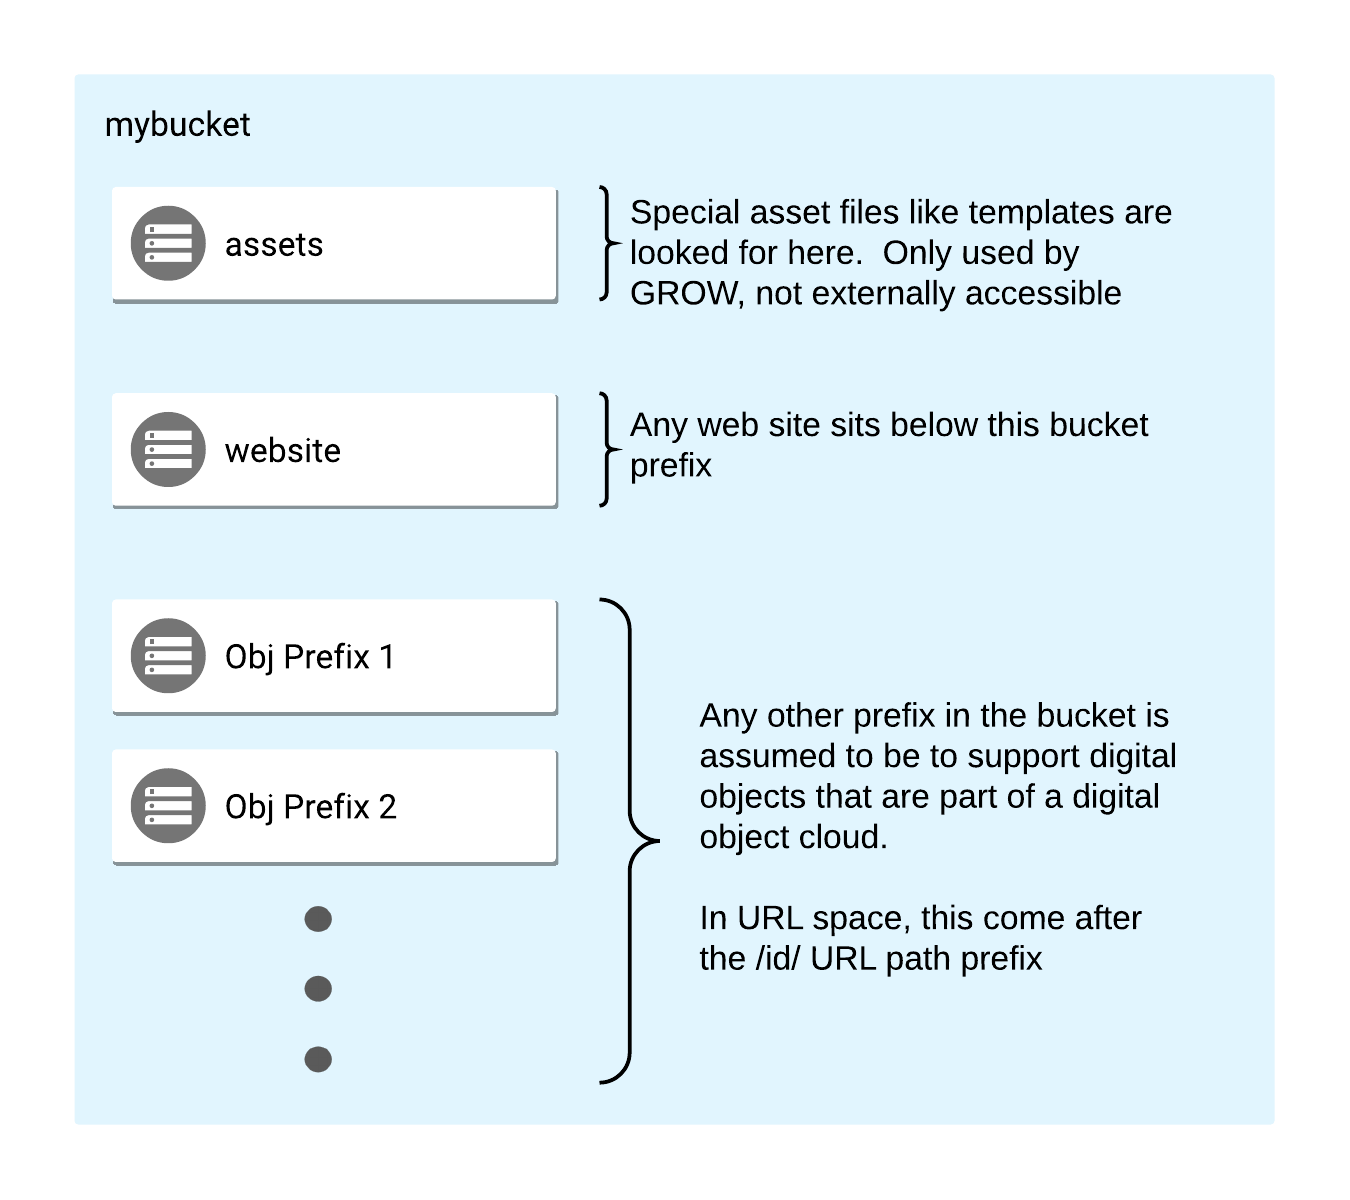 mybucket
assets
Special asset files like templates are
looked for here.  Only used by
GROW, not externally accessible
website
Any web site sits below this bucket
prefix
Obj Prefix 1
Obj Prefix 2
Any other prefix in the bucket is
assumed to be to support digital
objects that are part of a digital
object cloud.
In URL space, this come after
the /id/ URL path prefix